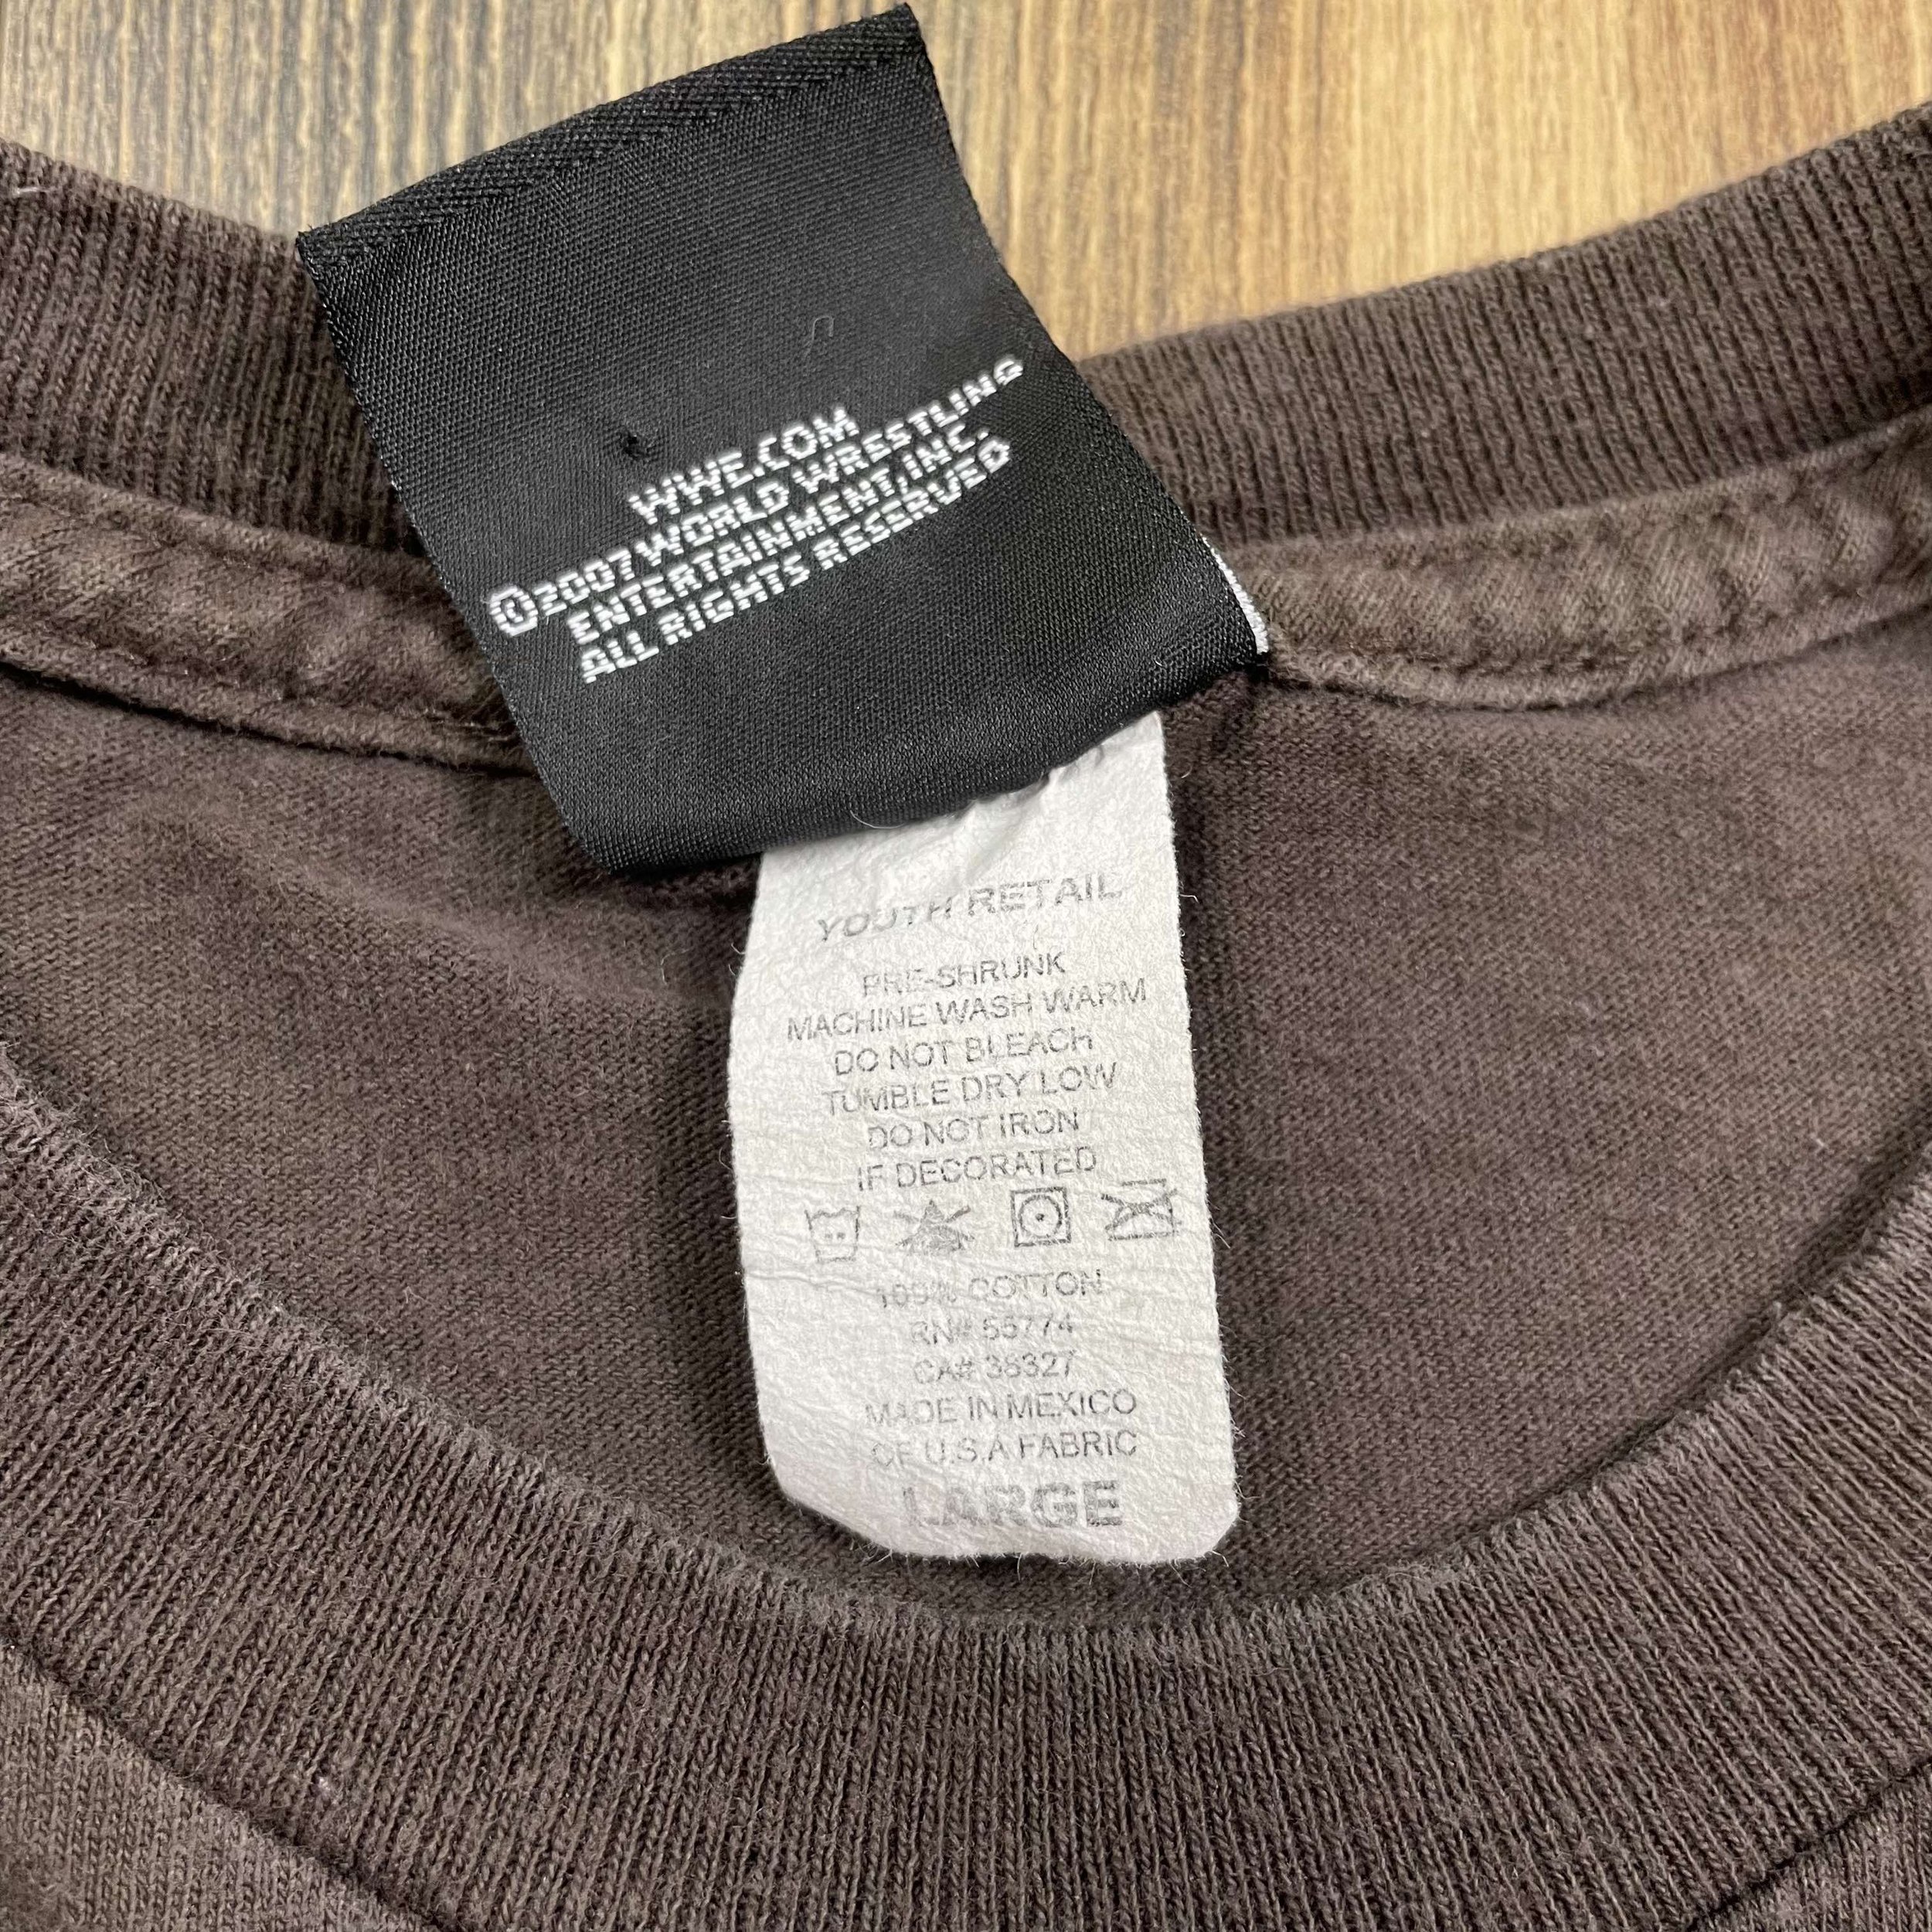 WWE.COM
©2007 WORLD WRESTLING
ENTERTAINMENT, INC.
ALL RIGHTS RESERVED
YOUTH RETAIL
PRE-SHRUNK
MACHINE WASH WARM
DO NOT BLEACH
TUMBLE DRY LOW
DO NOT IRON
IF DECORATED
100% COTTON
RN# 55774
CA# 38327
MADE IN MEXICO
OF U.S.A FABRIC
LARGE